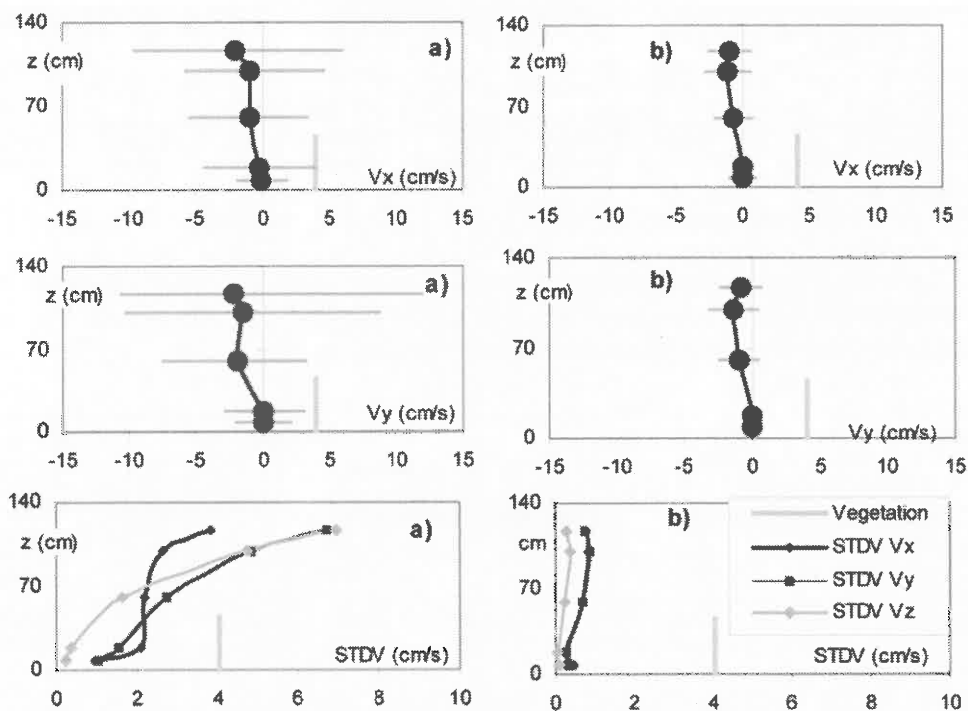 140
z (cm)
a)
70
Vx (cm/s)
0
-15 -10 -5 0 5 10 15
140
z (cm)
b)
70
Vx (cm/s)
0
-15 -10 -5 0 5 10 15
140
z (cm)
a)
70
Vy (cm/s)
0
-15 -10 -5 0 5 10 15
140
z (cm)
b)
70
Vy (cm/s)
0
-15 -10 -5 0 5 10 15
140
z (cm)
a)
70
STDV (cm/s)
0
0 2 4 6 8 10
140
b)
cm
70
Vegetation
STDV Vx
STDV Vy
STDV Vz
STDV (cm/s)
0
0 2 4 6 8 10